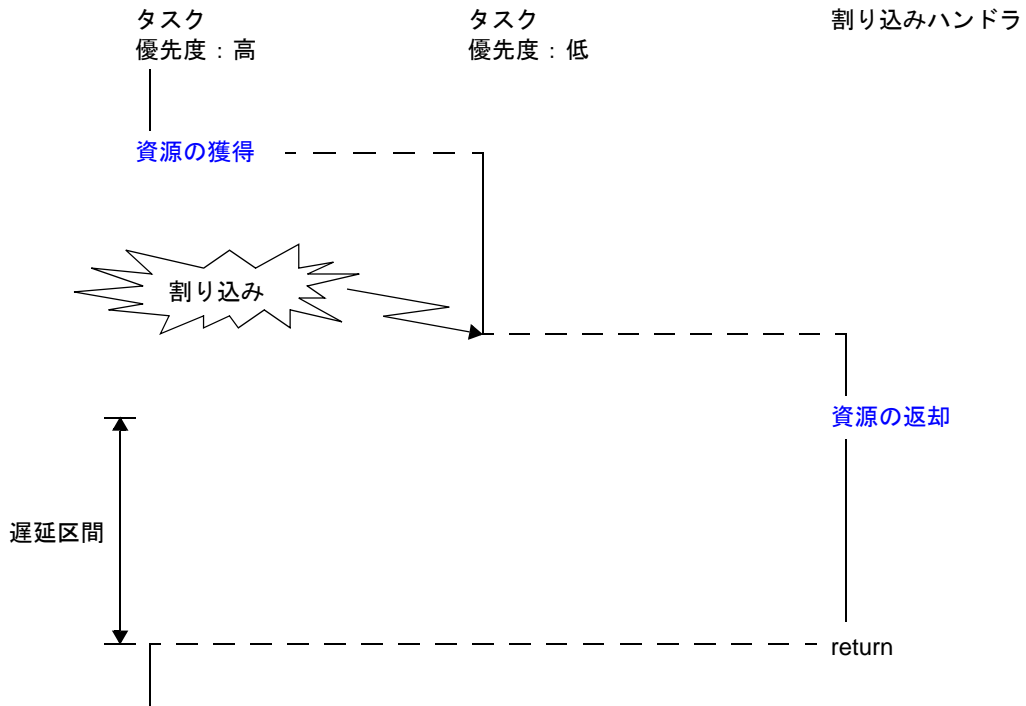 タスク
優先度:高
タスク
優先度:低
割り込みハンドラ
資源の獲得
割り込み
資源の返却
遅延区間
return